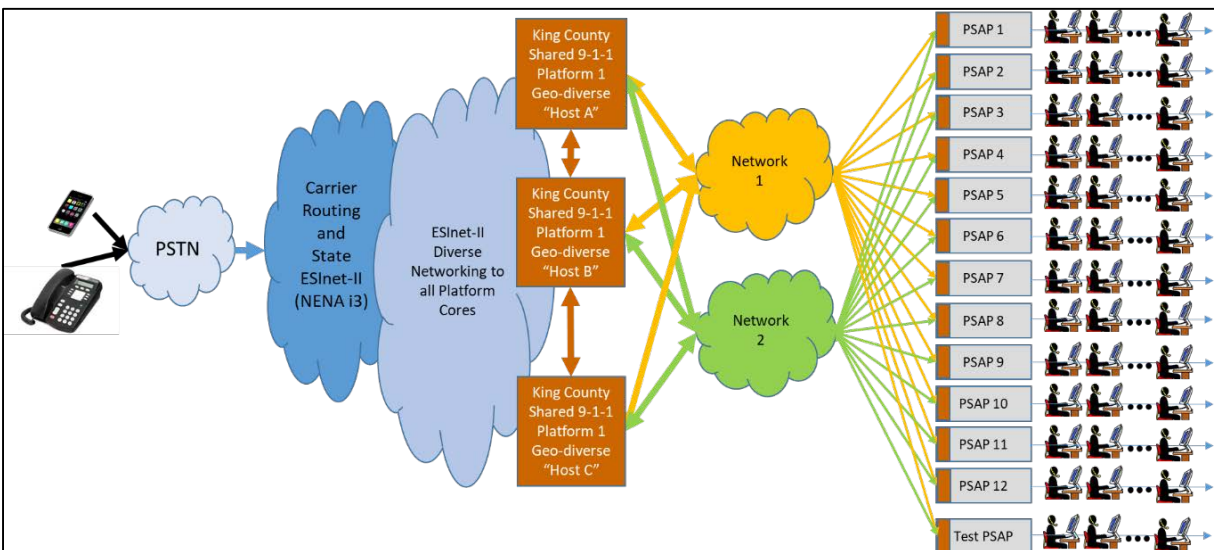 PSTN
Carrier
Routing
and
State
ESInet-II
(NENA i3)
ESInet-II
Diverse
Networking to
all Platform
Cores
King County
Shared 9-1-1
Platform 1
Geo-diverse
“Host A”
King County
Shared 9-1-1
Platform 1
Geo-diverse
“Host B”
King County
Shared 9-1-1
Platform 1
Geo-diverse
“Host C”
Network
1
Network
2
PSAP 1
PSAP 2
PSAP 3
PSAP 4
PSAP 5
PSAP 6
PSAP 7
PSAP 8
PSAP 9
PSAP 10
PSAP 11
PSAP 12
Test PSAP